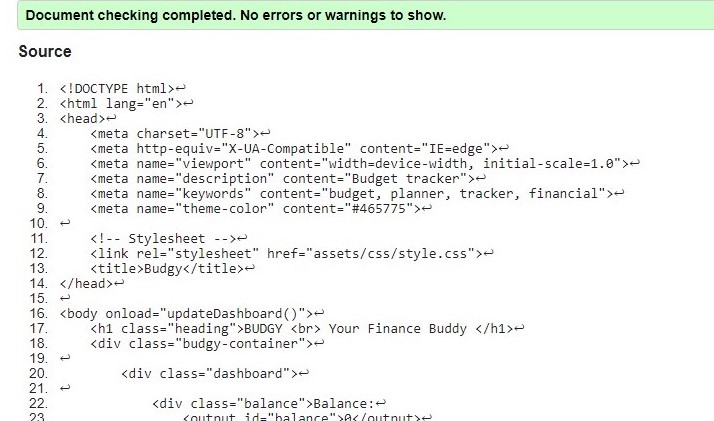 Document checking completed. No errors or warnings to show.
Source
1. <!DOCTYPE html>↩
2. <html lang="en">↩
3. <head>↩
4.     <meta charset="UTF-8">↩
5.     <meta http-equiv="X-UA-Compatible" content="IE=edge">↩
6.     <meta name="viewport" content="width=device-width, initial-scale=1.0">↩
7.     <meta name="description" content="Budget tracker">↩
8.     <meta name="keywords" content="budget, planner, tracker, financial">↩
9.     <meta name="theme-color" content="#465775">↩
10. ↩
11.     <!-- Stylesheet -->↩
12.     <link rel="stylesheet" href="assets/css/style.css">↩
13.     <title>Budgy</title>↩
14. </head>↩
15. ↩
16. <body onload="updateDashboard()">↩
17.     <h1 class="heading">BUDGY <br> Your Finance Buddy </h1>↩
18.     <div class="budgy-container">↩
19. ↩
20.         <div class="dashboard">↩
21. ↩
22.             <div class="balance">Balance:↩
23.                 <output id="balance">0</output>↩